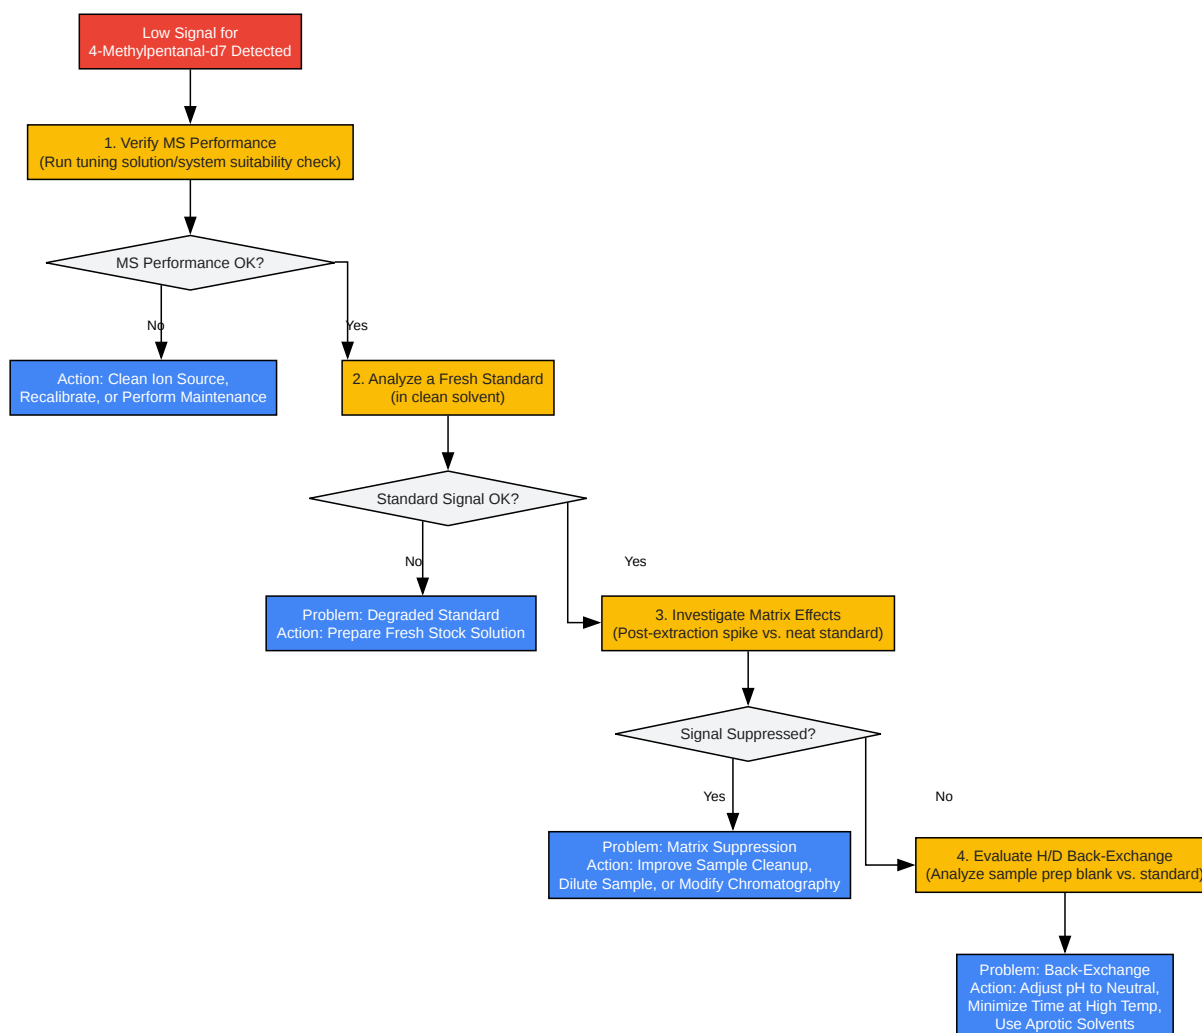 Low Signal for
4-Methylpentanal-d7 Detected
1. Verify MS Performance
(Run tuning solution/system suitability check)
MS Performance OK?
No
Yes
Action: Clean Ion Source,
Recalibrate, or Perform Maintenance
2. Analyze a Fresh Standard
(in clean solvent)
Standard Signal OK?
No
Yes
Problem: Degraded Standard
Action: Prepare Fresh Stock Solution
3. Investigate Matrix Effects
(Post-extraction spike vs. neat standard)
Signal Suppressed?
Yes
No
Problem: Matrix Suppression
Action: Improve Sample Cleanup,
Dilute Sample, or Modify Chromatography
4. Evaluate H/D Back-Exchange
(Analyze sample prep blank vs. standard)
Problem: Back-Exchange
Action: Adjust pH to Neutral,
Minimize Time at High Temp,
Use Aprotic Solvents